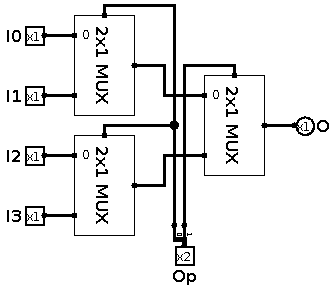 I0 x1 0 2x1 MUX
I1 x1
I2 x1 0 2x1 MUX
I3 x1
0 2x1 MUX
x1 O
0 1
x2
Op